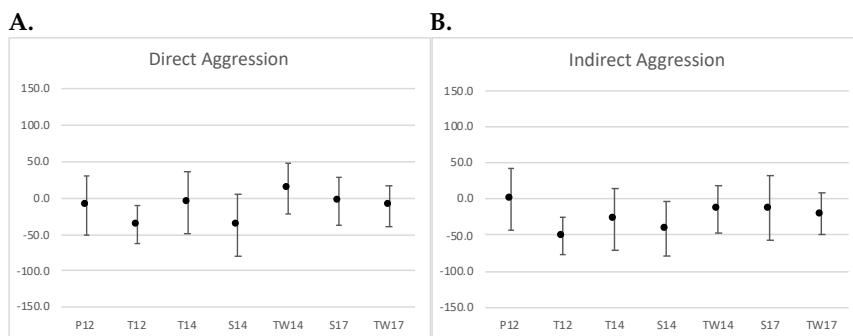 A.
Direct Aggression
150.0
100.0
50.0
0.0
-50.0
-100.0
-150.0
P12 T12 T14 S14 TW14 S17 TW17
B.
Indirect Aggression
150.0
100.0
50.0
0.0
-50.0
-100.0
-150.0
P12 T12 T14 S14 TW14 S17 TW17